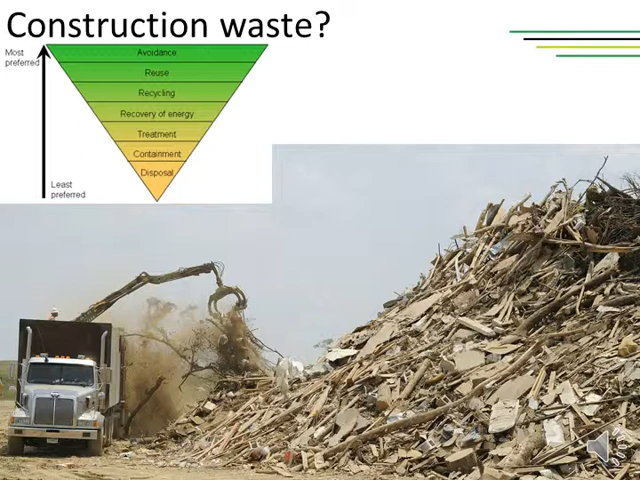 Construction waste?
Most
preferred
Avoidance
Reuse
Recycling
Recovery of energy
Treatment
Containment
Disposal
Least
preferred